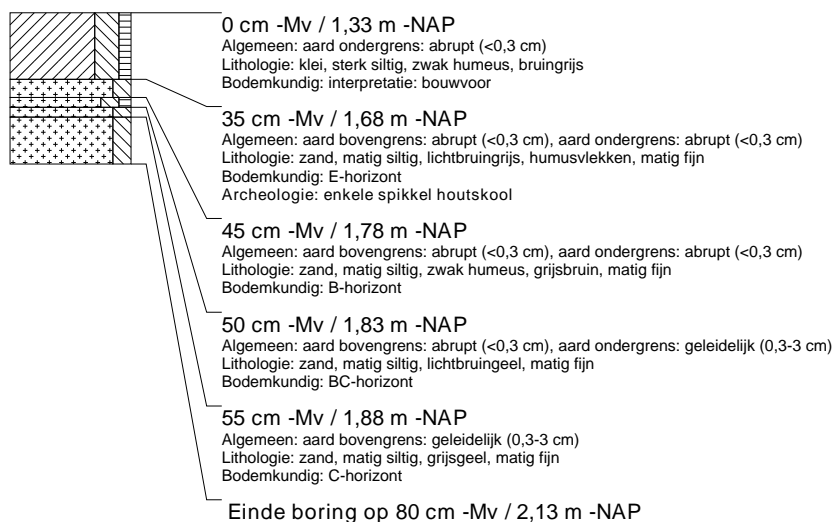 0 cm -Mv / 1,33 m -NAP
Algemeen: aard ondergrens: abrupt (<0,3 cm)
Lithologie: klei, sterk siltig, zwak humeus, bruingrijs
Bodemkundig: interpretatie: bouwvoor
35 cm -Mv / 1,68 m -NAP
Algemeen: aard bovengrens: abrupt (<0,3 cm), aard ondergrens: abrupt (<0,3 cm)
Lithologie: zand, matig siltig, lichtbruingrijs, humusvlekken, matig fijn
Bodemkundig: E-horizont
Archeologie: enkele spikkel houtskool
45 cm -Mv / 1,78 m -NAP
Algemeen: aard bovengrens: abrupt (<0,3 cm), aard ondergrens: abrupt (<0,3 cm)
Lithologie: zand, matig siltig, zwak humeus, grijsbruin, matig fijn
Bodemkundig: B-horizont
50 cm -Mv / 1,83 m -NAP
Algemeen: aard bovengrens: abrupt (<0,3 cm), aard ondergrens: geleidelijk (0,3-3 cm)
Lithologie: zand, matig siltig, lichtbruingeel, matig fijn
Bodemkundig: BC-horizont
55 cm -Mv / 1,88 m -NAP
Algemeen: aard bovengrens: geleidelijk (0,3-3 cm)
Lithologie: zand, matig siltig, grijsgeel, matig fijn
Bodemkundig: C-horizont
Einde boring op 80 cm -Mv / 2,13 m -NAP